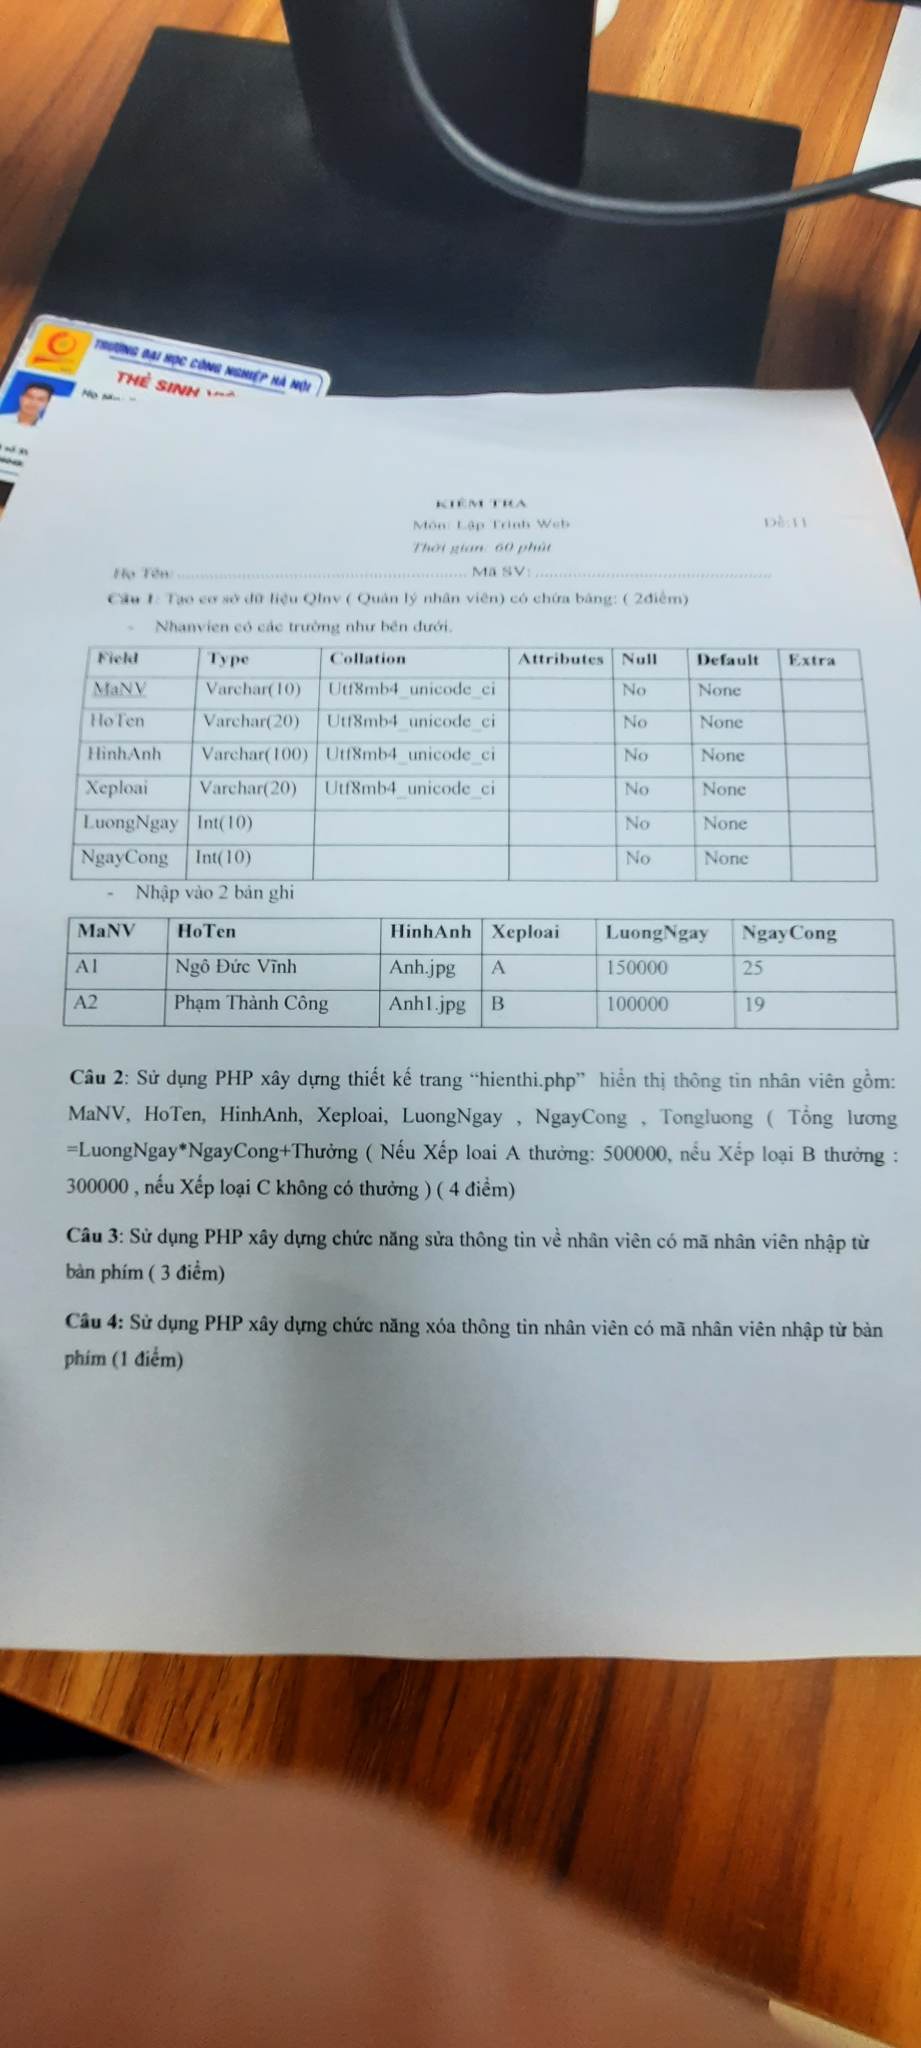 TRƯỜNG ĐẠI HỌC CÔNG NGHIỆP HÀ NỘI
THẺ SINH
KIỂM TRA
Môn: Lập Trình Web
Đề:11
Thời gian: 60 phút
Họ Tên: Mã SV:
Câu 1: Tạo cơ sở dữ liệu Qlnv ( Quản lý nhân viên) có chứa bảng: ( 2điểm)
- Nhanvien có các trường như bên dưới.
Field Type Collation Attributes Null Default Extra
MaNV Varchar(10) Utf8mb4_unicode_ci No None
HoTen Varchar(20) Utf8mb4_unicode_ci No None
HinhAnh Varchar(100) Utf8mb4_unicode_ci No None
Xeploai Varchar(20) Utf8mb4_unicode_ci No None
LuongNgay Int(10) No None
NgayCong Int(10) No None
- Nhập vào 2 bản ghi
MaNV HoTen HinhAnh Xeploai LuongNgay NgayCong
A1 Ngô Đức Vĩnh Anh.jpg A 150000 25
A2 Phạm Thành Công Anh1.jpg B 100000 19
Câu 2: Sử dụng PHP xây dựng thiết kế trang “hienthi.php” hiển thị thông tin nhân viên gồm:
MaNV, HoTen, HinhAnh, Xeploai, LuongNgay , NgayCong , Tongluong ( Tổng lương
=LuongNgay*NgayCong+Thưởng ( Nếu Xếp loai A thưởng: 500000, nếu Xếp loại B thưởng :
300000 , nếu Xếp loại C không có thưởng ) ( 4 điểm)
Câu 3: Sử dụng PHP xây dựng chức năng sửa thông tin về nhân viên có mã nhân viên nhập từ
bàn phím ( 3 điểm)
Câu 4: Sử dụng PHP xây dựng chức năng xóa thông tin nhân viên có mã nhân viên nhập từ bàn
phím (1 điểm)